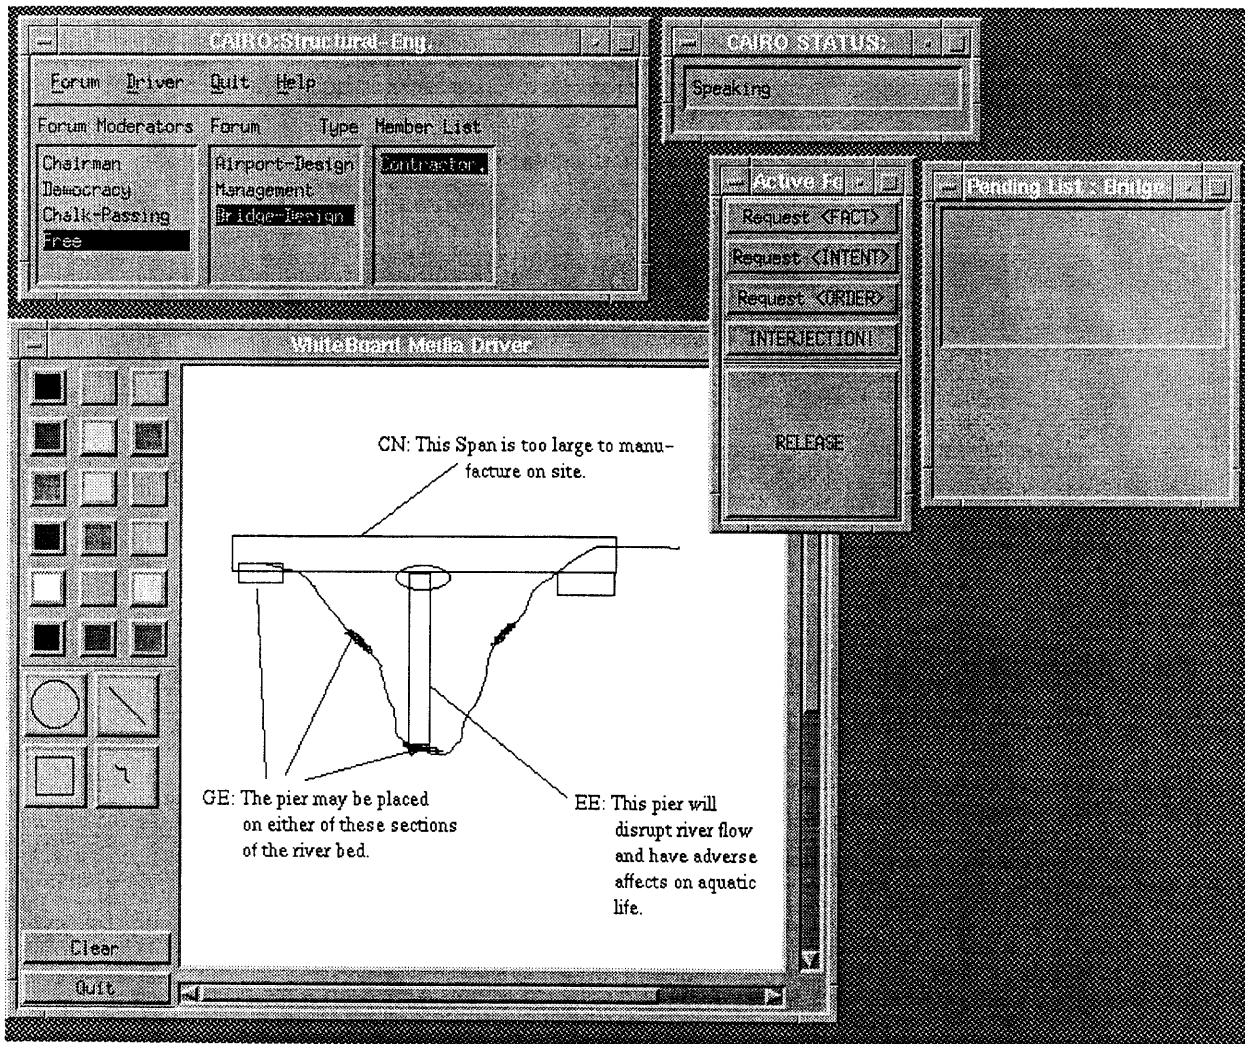 CAIRO:Structural-Eng.
Forum Driver Quit Help
Forum Moderators Forum Type Member List
Chairman
Democracy
Chalk-Passing
Free
Airport-Design
Management
Bridge-Design
Contractor.
CAIRO STATUS:
Speaking
Active Fo
Request <FACT>
Request <INTENT>
Request <ORDER>
INTERJECTION!
RELEASE
Pending List : Bridge
WhiteBoard Media Driver
CN: This Span is too large to manu-
facture on site.
GE: The pier may be placed
on either of these sections
of the river bed.
EE: This pier will
disrupt river flow
and have adverse
affects on aquatic
life.
Clear
Quit